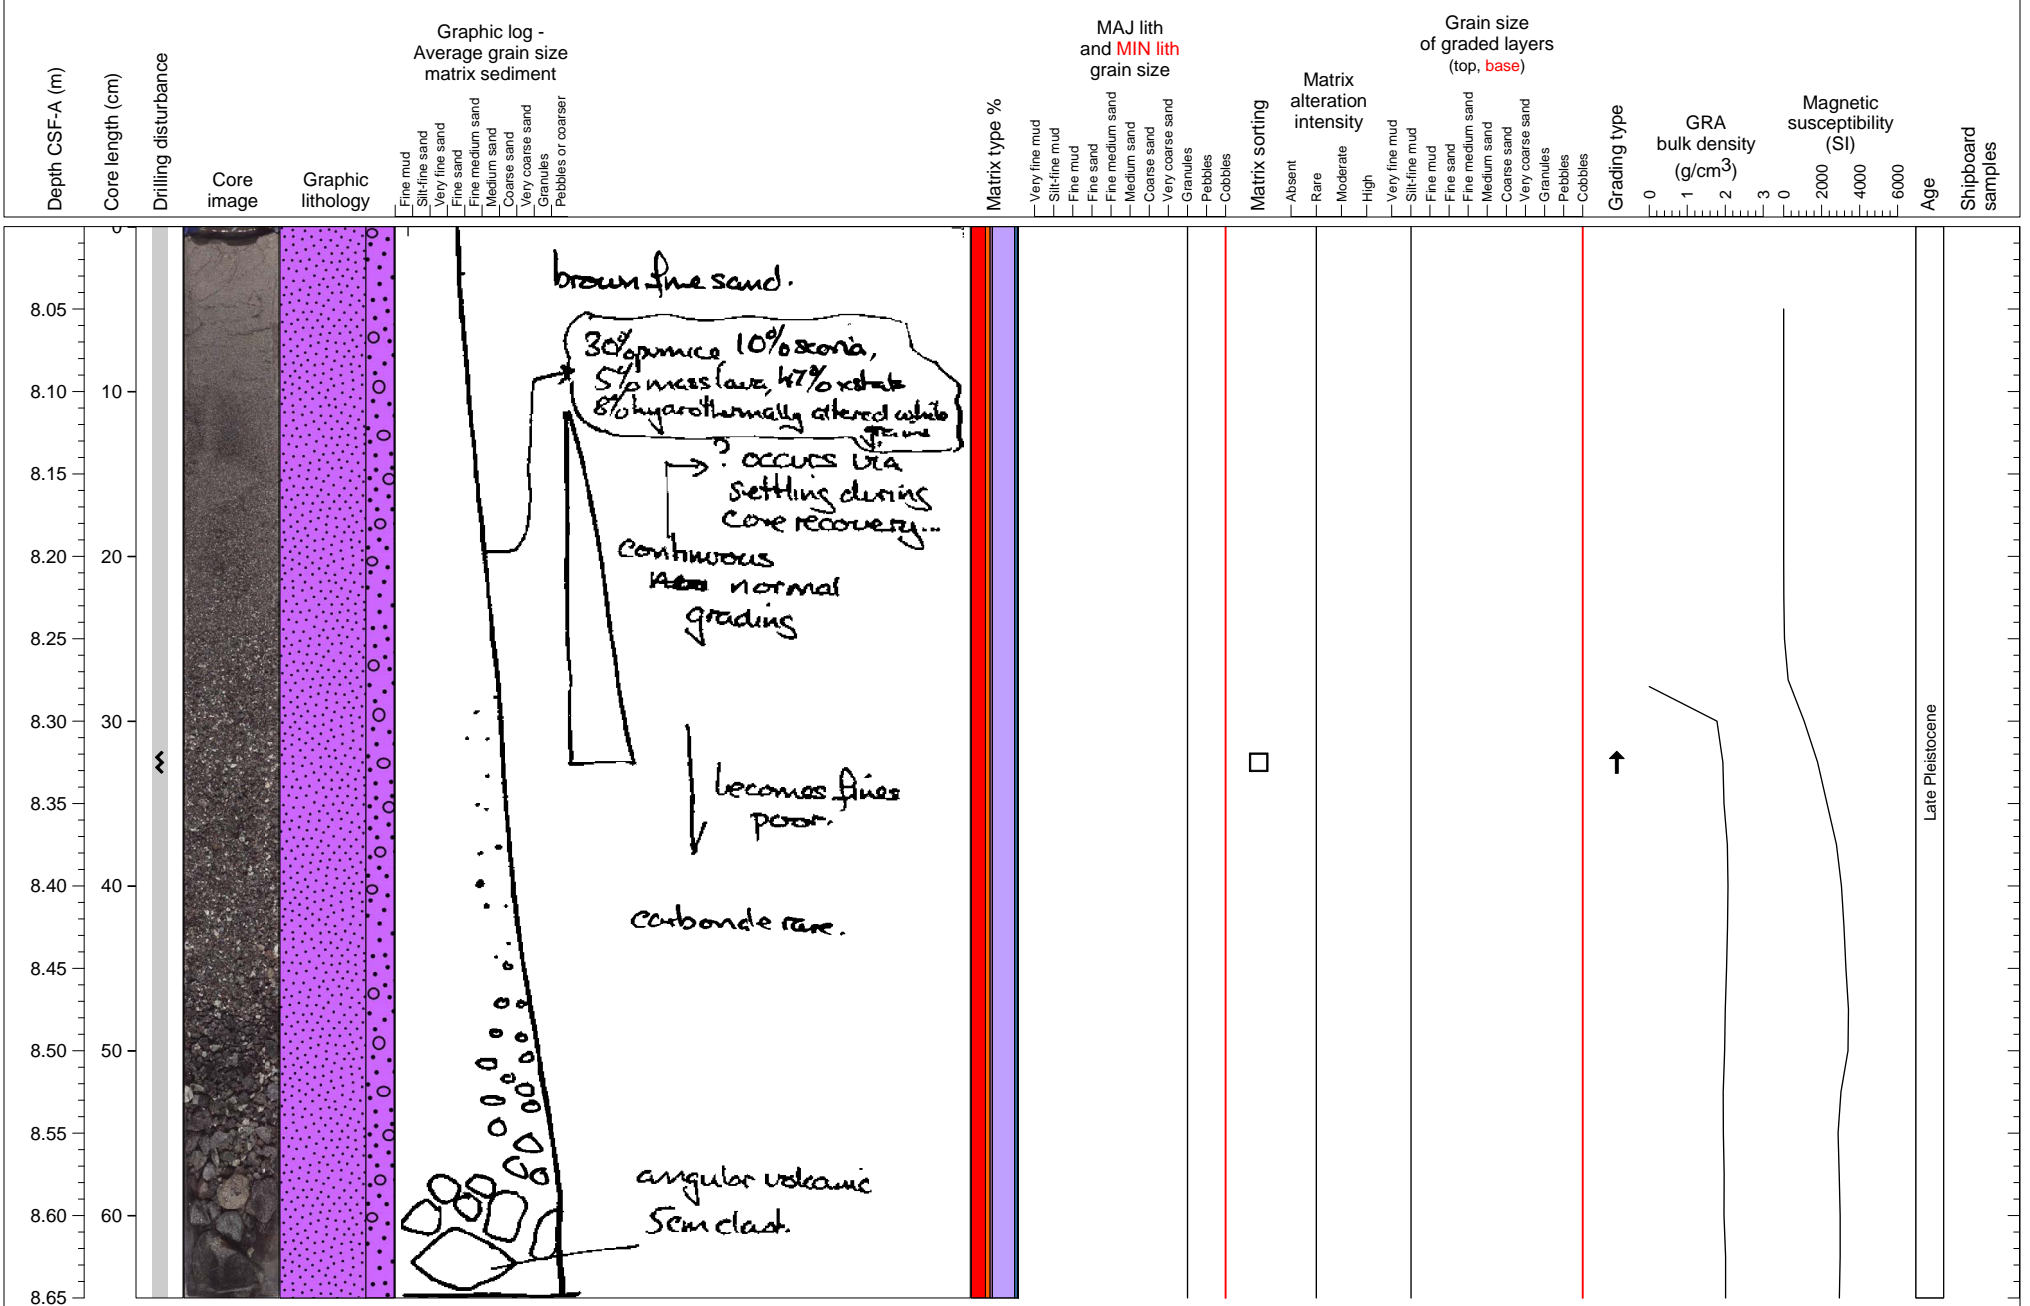 Depth CSF-A (m)
Core length (cm)
Drilling disturbance
Core
image
Graphic
lithology
Graphic log -
Average grain size
matrix sediment
Fine mud
Silt-fine sand
Very fine sand
Fine sand
Fine medium sand
Medium sand
Coarse sand
Very coarse sand
Granules
Pebbles or coarser
Matrix type %
MAJ lith
and MIN lith
grain size
Very fine mud
Silt-fine mud
Fine mud
Fine sand
Fine medium sand
Medium sand
Coarse sand
Very coarse sand
Granules
Pebbles
Cobbles
Matrix sorting
Matrix
alteration
intensity
Absent
Rare
Moderate
High
Grain size
of graded layers
(top, base)
Very fine mud
Silt-fine mud
Fine mud
Fine sand
Fine medium sand
Medium sand
Coarse sand
Very coarse sand
Granules
Pebbles
Cobbles
Grading type
GRA
bulk density
(g/cm3)
0 1 2 3
Magnetic
susceptibility
(SI)
0 2000 4000 6000
Age
Shipboard
samples
0
8.05
8.10 10
8.15
8.20 20
8.25
8.30 30
8.35
8.40 40
8.45
8.50 50
8.55
8.60 60
8.65
brown fine sand.
30% pumice 10% scoria,
5% mass lava, 47% xstals
8% hydrothermally altered white
grains
? occurs via
settling during
core recovery...
continuous
normal
grading
becomes fines
poor.
carbonate rare.
angular volcanic
5cm clast.
Late Pleistocene